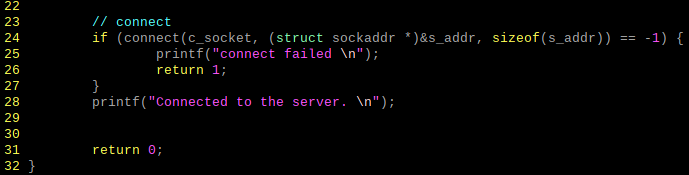 22
23         // connect
24         if (connect(c_socket, (struct sockaddr *)&s_addr, sizeof(s_addr)) == -1) {
25                 printf("connect failed \n");
26                 return 1;
27         }
28         printf("Connected to the server. \n");
29
30
31         return 0;
32 }